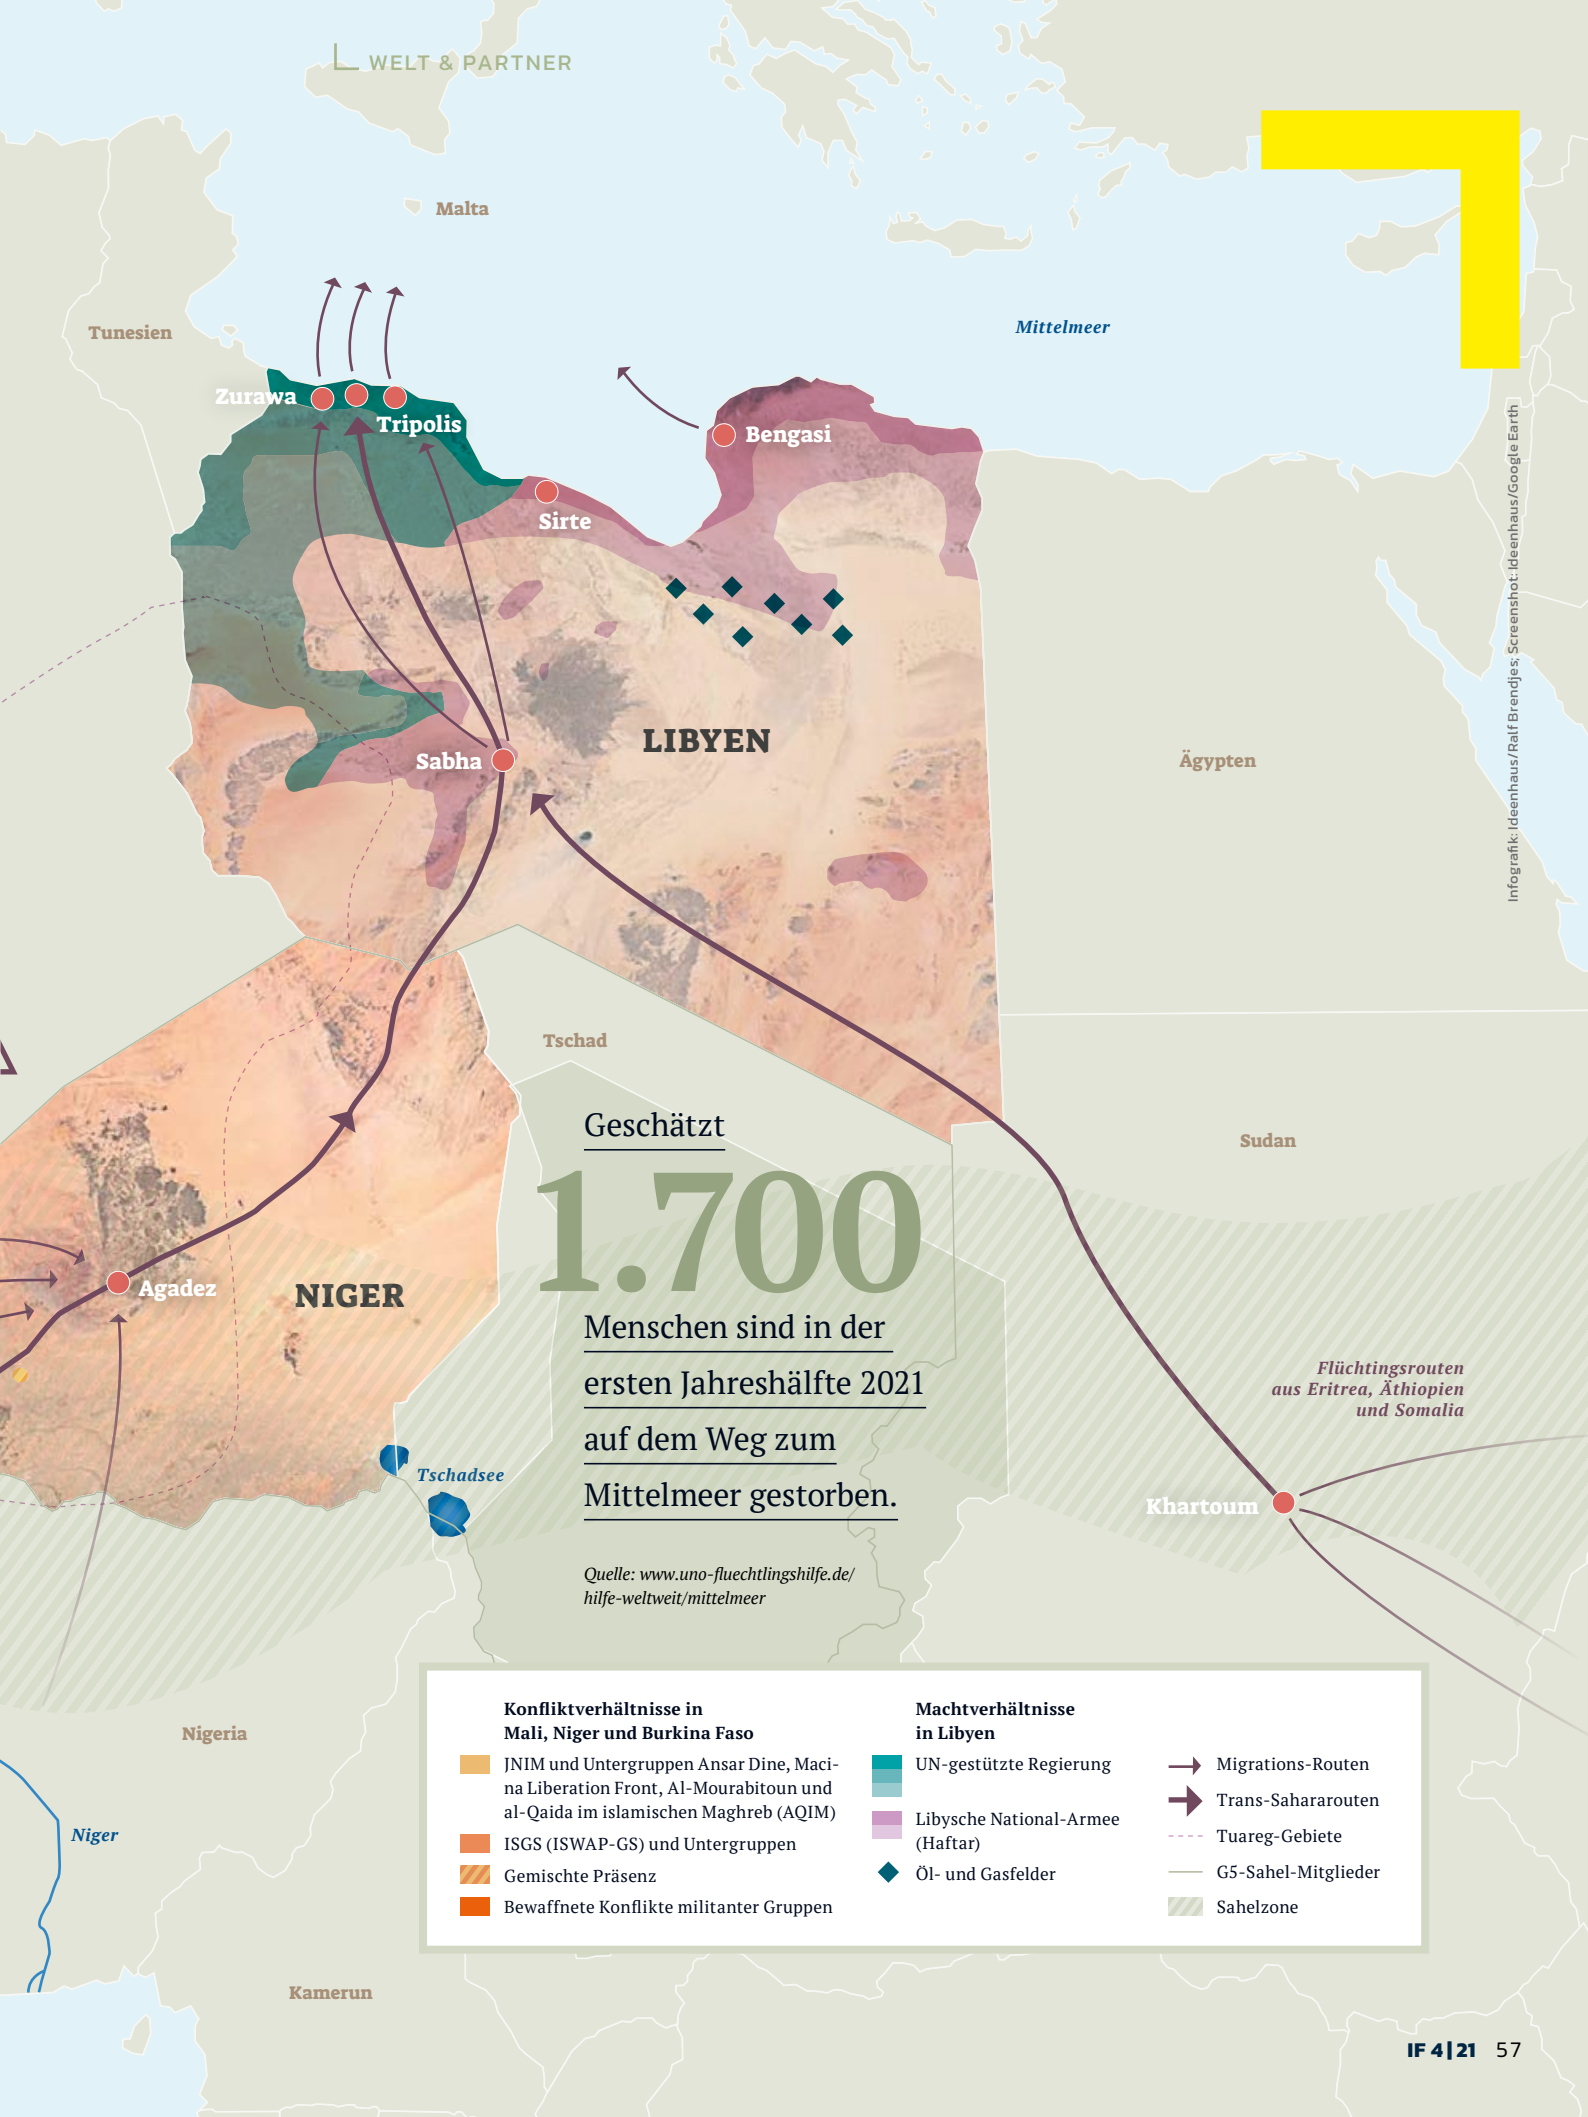 WELT & PARTNER
Malta
Tunesien
Mittelmeer
Zurawa
Tripolis
Bengasi
Sirte
LIBYEN
Sabha
Ägypten
Infografik: Ideenhaus/Ralf Brendjes; Screenshot: Ideenhaus/Google Earth
Tschad
Sudan
Geschätzt
1.700
Menschen sind in der
ersten Jahreshälfte 2021
auf dem Weg zum
Mittelmeer gestorben.
Quelle: www.uno-fluechtlingshilfe.de/
hilfe-weltweit/mittelmeer
Agadez
NIGER
Flüchtingsrouten
aus Eritrea, Äthiopien
und Somalia
Tschadsee
Khartoum
Nigeria
Niger
Kamerun
Konfliktverhältnisse in
Mali, Niger und Burkina Faso
JNIM und Untergruppen Ansar Dine, Maci-
na Liberation Front, Al-Mourabitoun und
al-Qaida im islamischen Maghreb (AQIM)
ISGS (ISWAP-GS) und Untergruppen
Gemischte Präsenz
Bewaffnete Konflikte militanter Gruppen
Machtverhältnisse
in Libyen
UN-gestützte Regierung
Libysche National-Armee
(Haftar)
Öl- und Gasfelder
Migrations-Routen
Trans-Sahararouten
Tuareg-Gebiete
G5-Sahel-Mitglieder
Sahelzone
IF 4|21 57